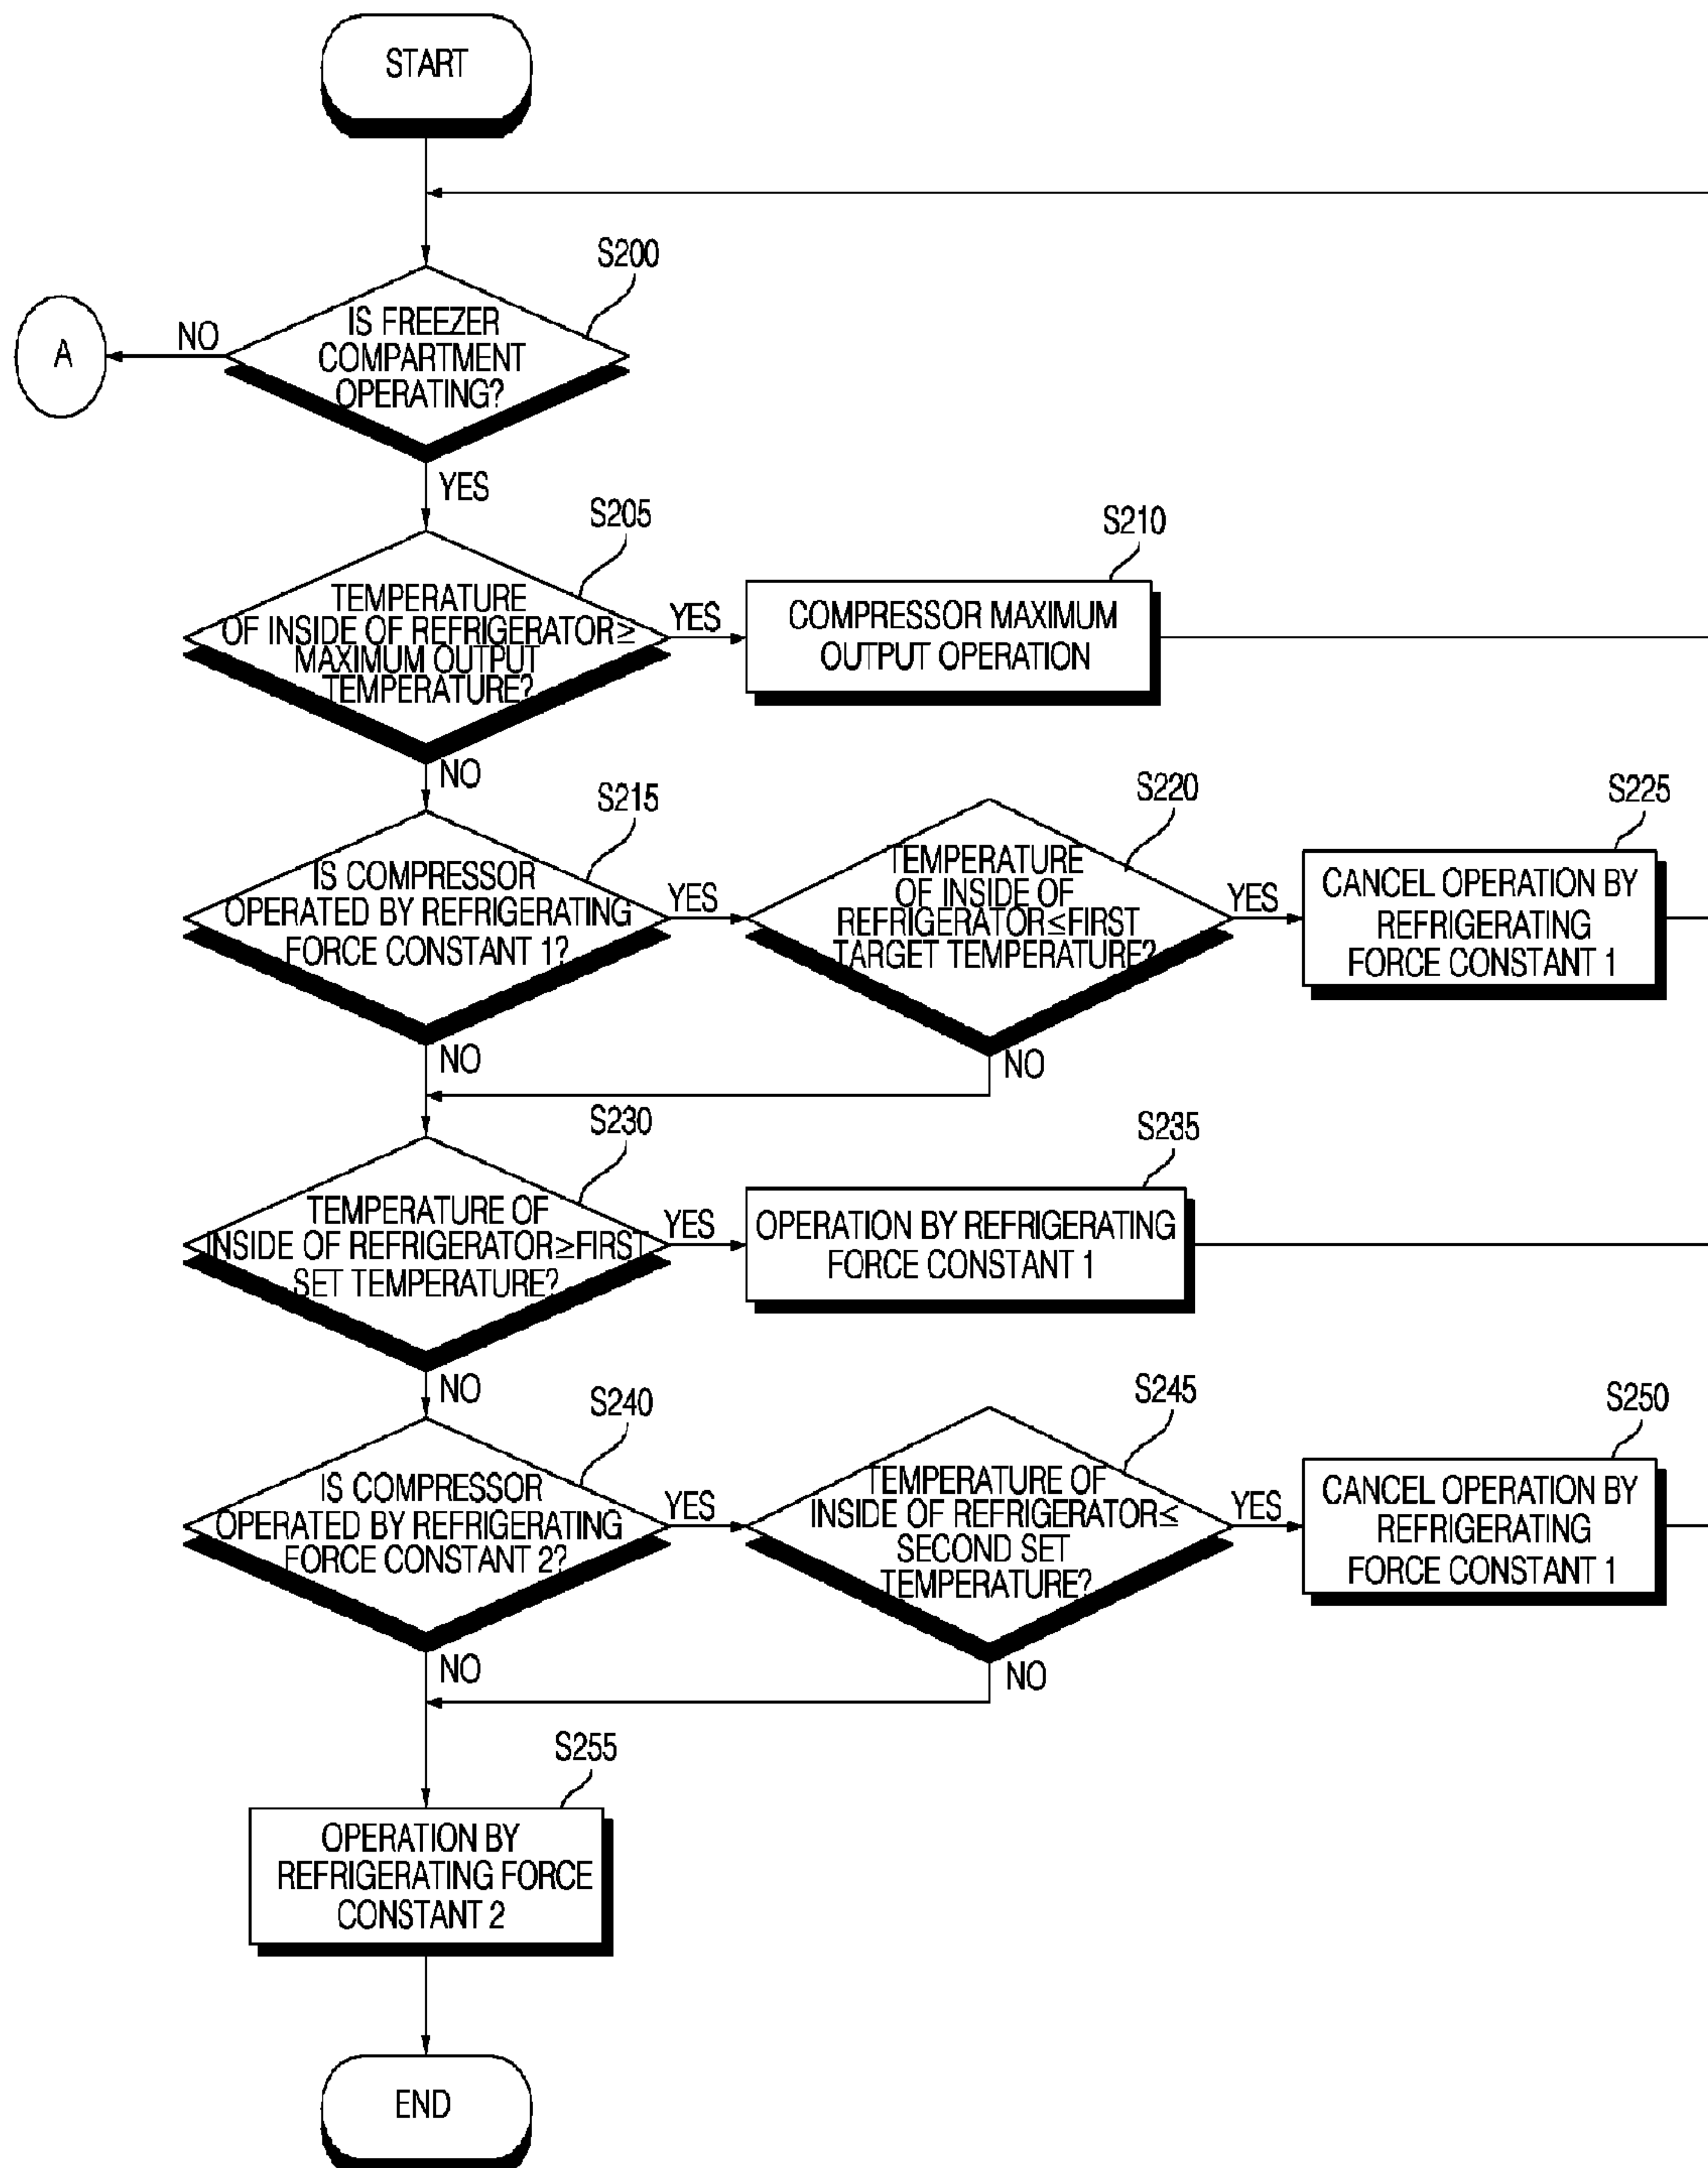 START
S200
IS FREEZER
COMPARTMENT
OPERATING?
NO
A
YES
S205
TEMPERATURE
OF INSIDE OF REFRIGERATOR≥
MAXIMUM OUTPUT
TEMPERATURE?
YES
S210
COMPRESSOR MAXIMUM
OUTPUT OPERATION
NO
S215
IS COMPRESSOR
OPERATED BY REFRIGERATING
FORCE CONSTANT 1?
YES
S220
TEMPERATURE
OF INSIDE OF
REFRIGERATOR≤FIRST
TARGET TEMPERATURE?
YES
S225
CANCEL OPERATION BY
REFRIGERATING
FORCE CONSTANT 1
NO
NO
S230
TEMPERATURE OF
INSIDE OF REFRIGERATOR≥FIRST
SET TEMPERATURE?
YES
S235
OPERATION BY REFRIGERATING
FORCE CONSTANT 1
NO
S240
IS COMPRESSOR
OPERATED BY REFRIGERATING
FORCE CONSTANT 2?
YES
S245
TEMPERATURE OF
INSIDE OF REFRIGERATOR≤
SECOND SET
TEMPERATURE?
YES
S250
CANCEL OPERATION BY
REFRIGERATING
FORCE CONSTANT 1
NO
NO
S255
OPERATION BY
REFRIGERATING FORCE
CONSTANT 2
END